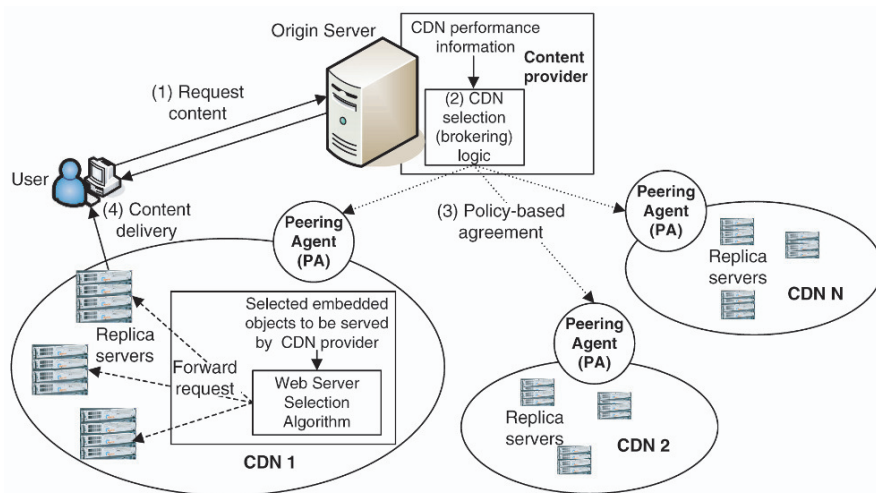 Origin Server
CDN performance
information
Content
provider
(2) CDN
selection
(brokering)
logic
(1) Request
content
User
(4) Content
delivery
(3) Policy-based
agreement
Peering
Agent
(PA)
Peering
Agent
(PA)
Replica
servers
CDN N
Selected embedded
objects to be served
by CDN provider
Replica
servers
Forward
request
Web Server
Selection
Algorithm
CDN 1
Peering
Agent
(PA)
Replica
servers
CDN 2